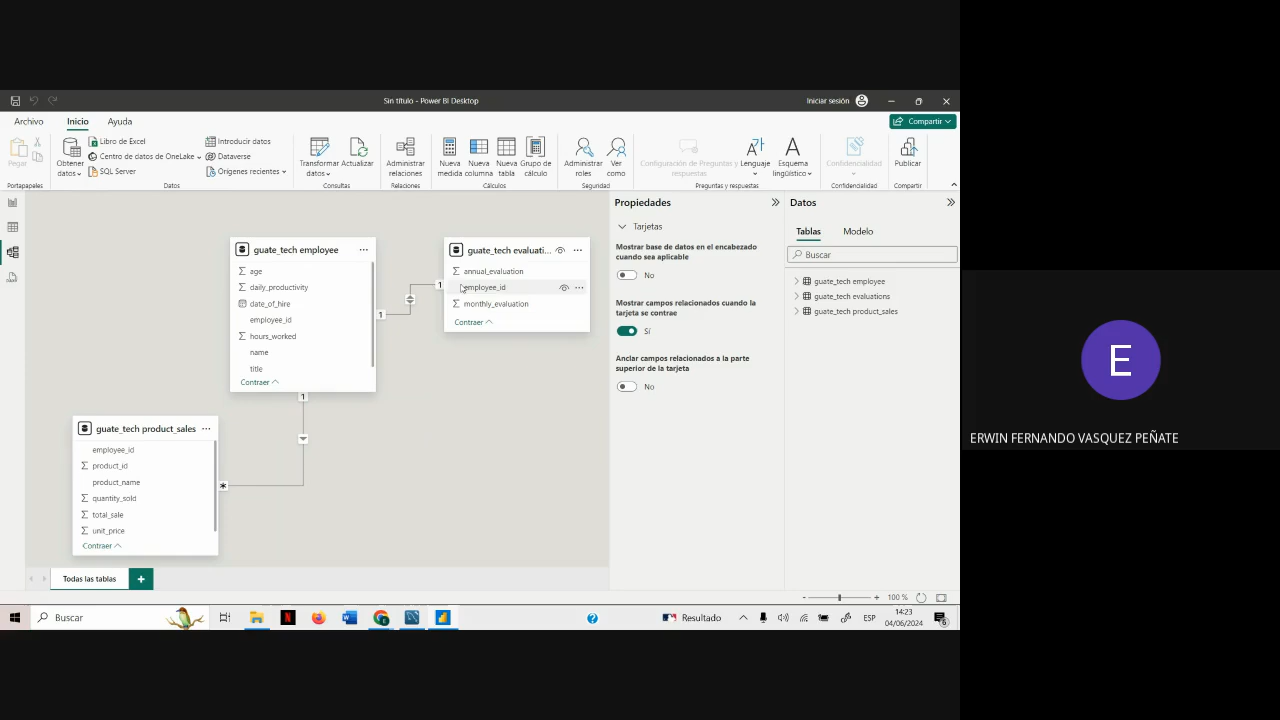 Sin título - Power BI Desktop
Iniciar sesión
Archivo
Inicio
Ayuda
Compartir
Pegar
Obtener datos
Libro de Excel
Centro de datos de OneLake
SQL Server
Introducir datos
Dataverse
Orígenes recientes
Transformar datos
Actualizar
Administrar relaciones
Nueva medida
Nueva columna
Nueva tabla
Grupo de cálculo
Administrar roles
Ver como
Configuración de Preguntas y respuestas
Lenguaje
Esquema lingüístico
Confidencialidad
Publicar
Portapapeles
Datos
Consultas
Relaciones
Cálculos
Seguridad
Preguntas y respuestas
Confidencialidad
Compartir
guate_tech employee
age
daily_productivity
date_of_hire
employee_id
hours_worked
name
title
Contraer
1
1
1
*
guate_tech evaluati...
annual_evaluation
employee_id
monthly_evaluation
Contraer
guate_tech product_sales
employee_id
product_id
product_name
quantity_sold
total_sale
unit_price
Contraer
Propiedades
Tarjetas
Mostrar base de datos en el encabezado
cuando sea aplicable
No
Mostrar campos relacionados cuando la
tarjeta se contrae
Sí
Anclar campos relacionados a la parte
superior de la tarjeta
No
Datos
Tablas
Modelo
Buscar
guate_tech employee
guate_tech evaluations
guate_tech product_sales
Todas las tablas
100 %
Buscar
Resultado
ESP
14:23
04/06/2024
6
E
ERWIN FERNANDO VASQUEZ PEÑATE